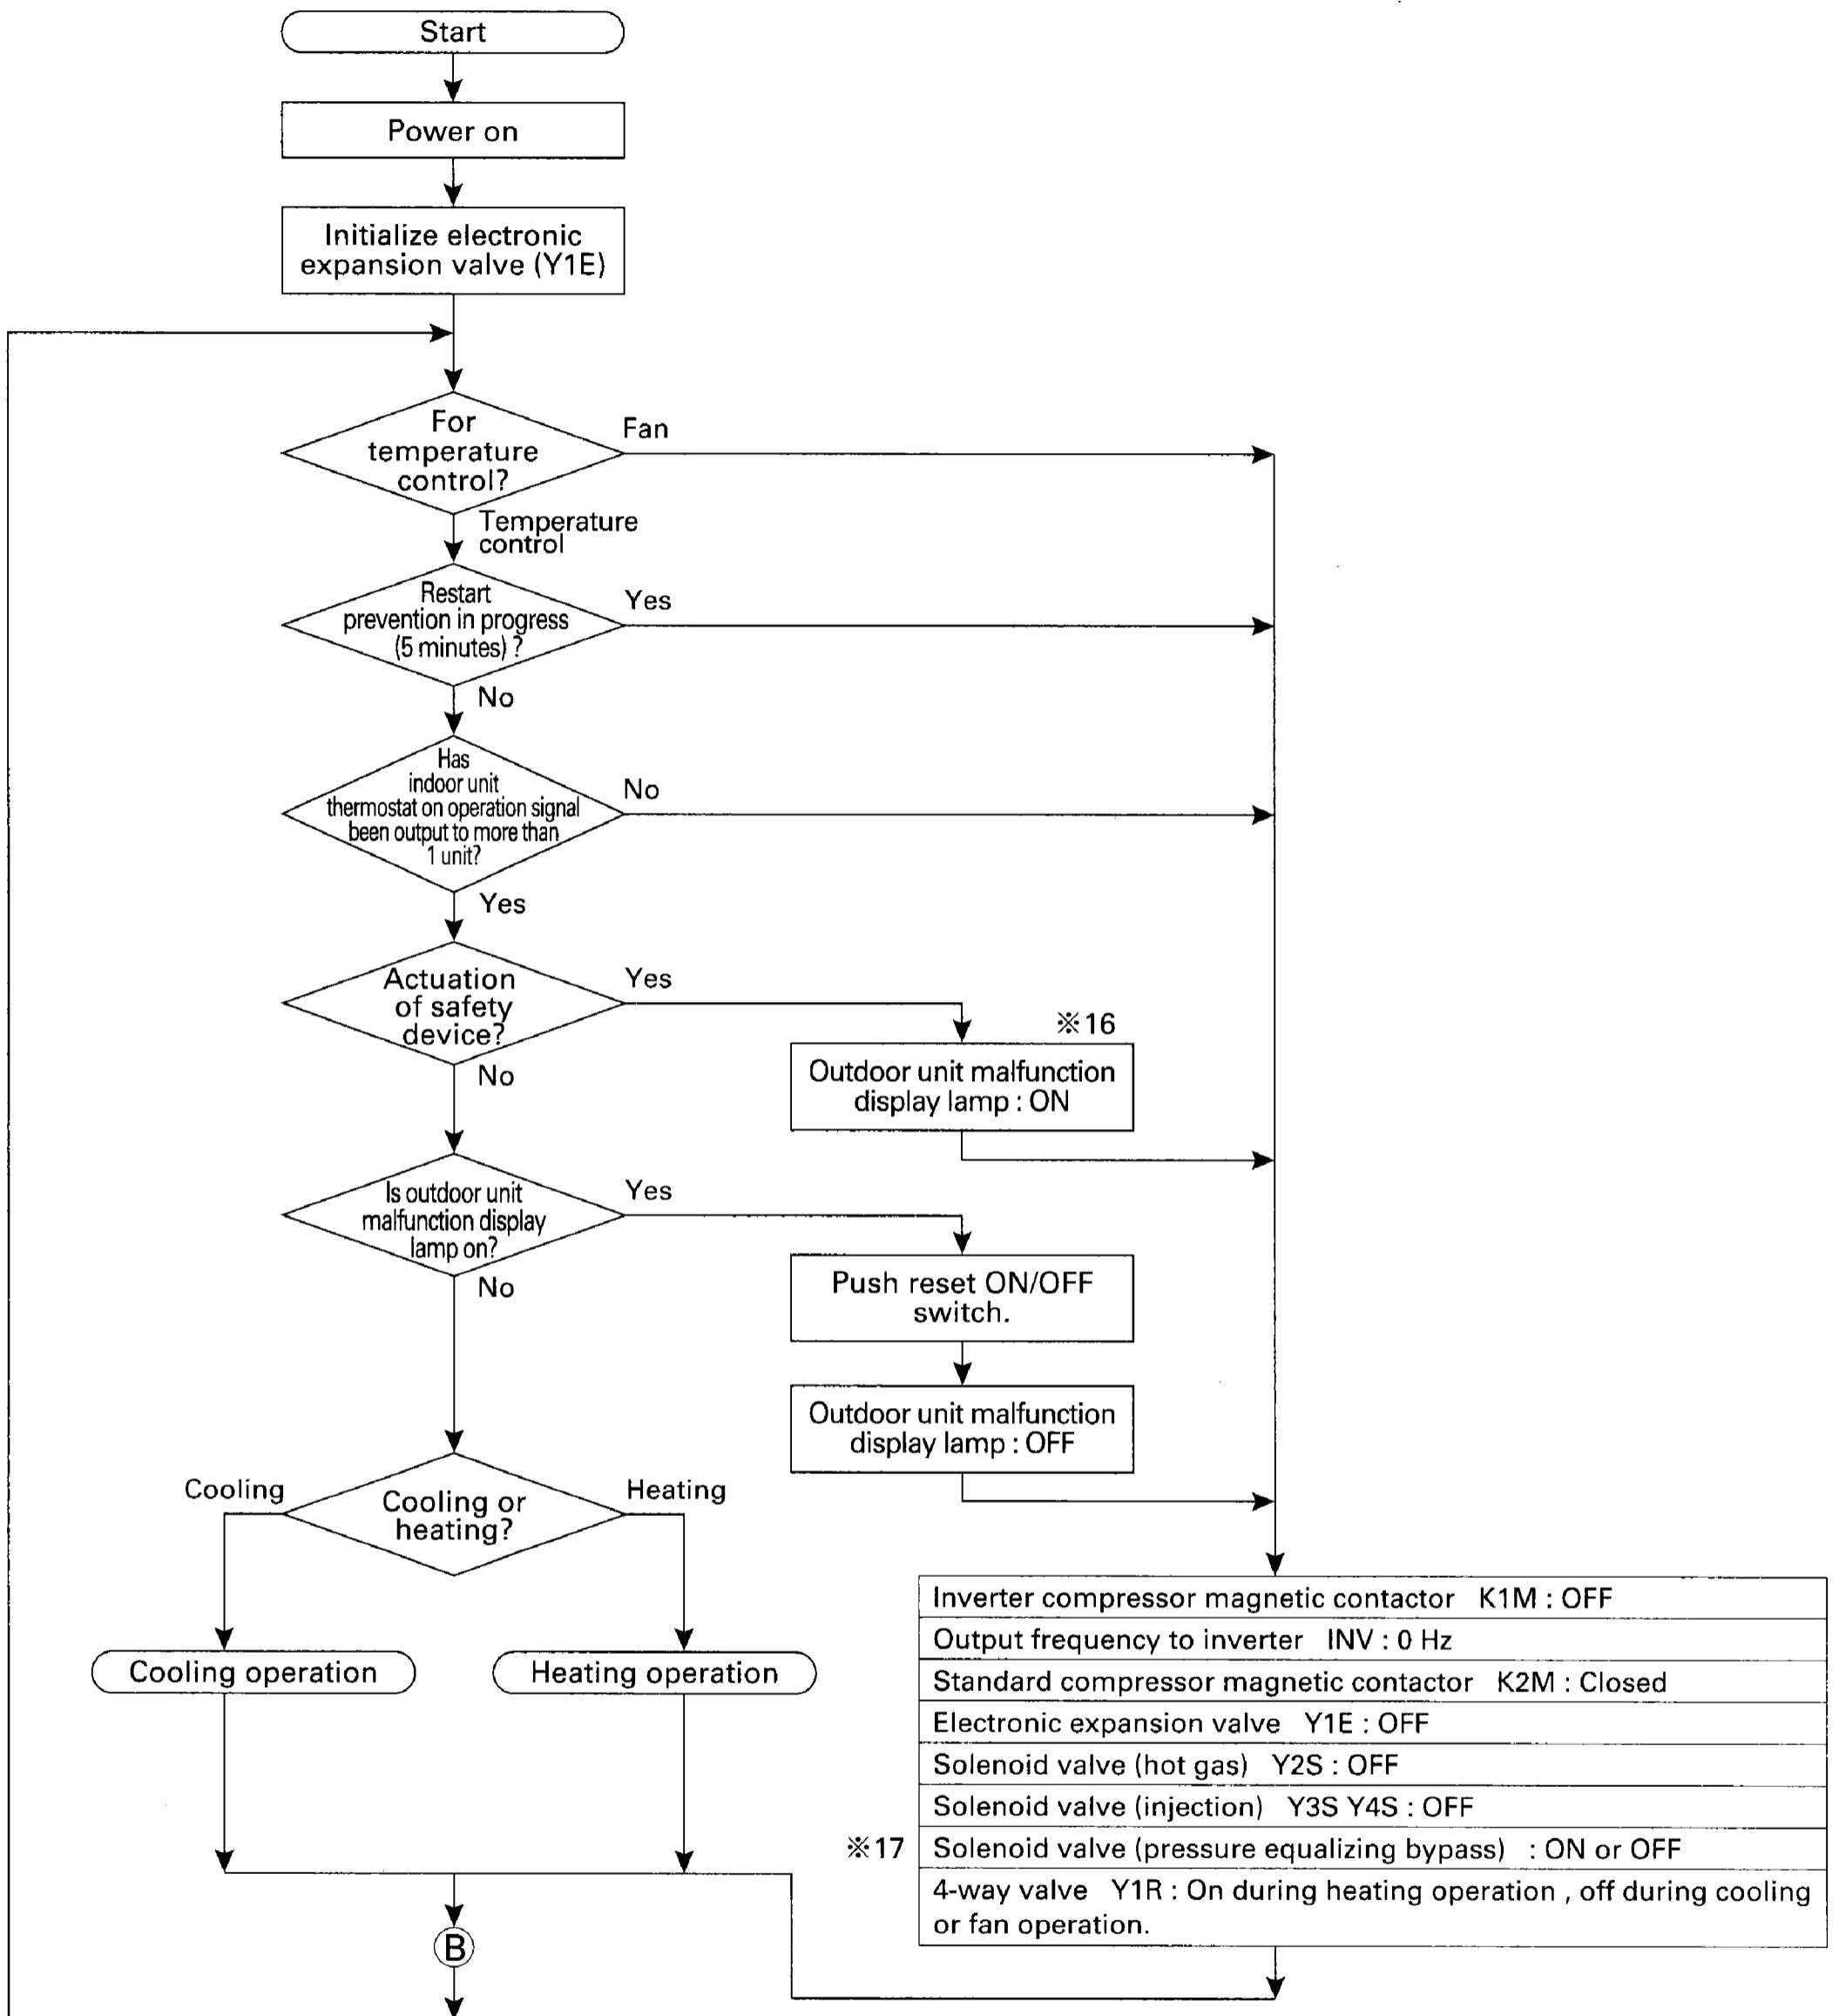 Start
Power on
Initialize electronic
expansion valve (Y1E)
For
temperature
control?
Fan
Temperature
control
Restart
prevention in progress
(5 minutes) ?
Yes
No
Has
indoor unit
thermostat on operation signal
been output to more than
1 unit?
No
Yes
Actuation
of safety
device?
Yes
No
※16
Outdoor unit malfunction
display lamp : ON
Is outdoor unit
malfunction display
lamp on?
Yes
No
Push reset ON/OFF
switch.
Outdoor unit malfunction
display lamp : OFF
Cooling
Cooling or
heating?
Heating
Cooling operation
Heating operation
Inverter compressor magnetic contactor K1M : OFF
Output frequency to inverter INV : 0 Hz
Standard compressor magnetic contactor K2M : Closed
Electronic expansion valve Y1E : OFF
Solenoid valve (hot gas) Y2S : OFF
Solenoid valve (injection) Y3S Y4S : OFF
※17 Solenoid valve (pressure equalizing bypass) : ON or OFF
4-way valve Y1R : On during heating operation , off during cooling
or fan operation.
B